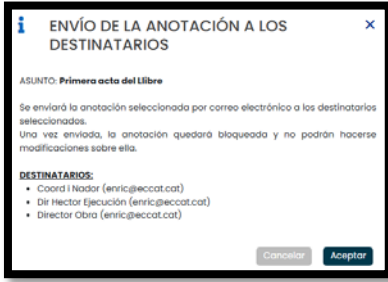 ENVÍO DE LA ANOTACIÓN A LOS
DESTINATARIOS
ASUNTO: Primera acta del Llibre
Se enviará la anotación seleccionada por correo electrónico a los destinatarios
seleccionados.
Una vez enviada, la anotación quedará bloqueada y no podrán hacerse
modificaciones sobre ella.
DESTINATARIOS:
• Coord i Nador (enric@eccat.cat)
• Dir Hector Ejecución (enric@eccat.cat)
• Director Obra (enric@eccat.cat)
Cancelar Aceptar